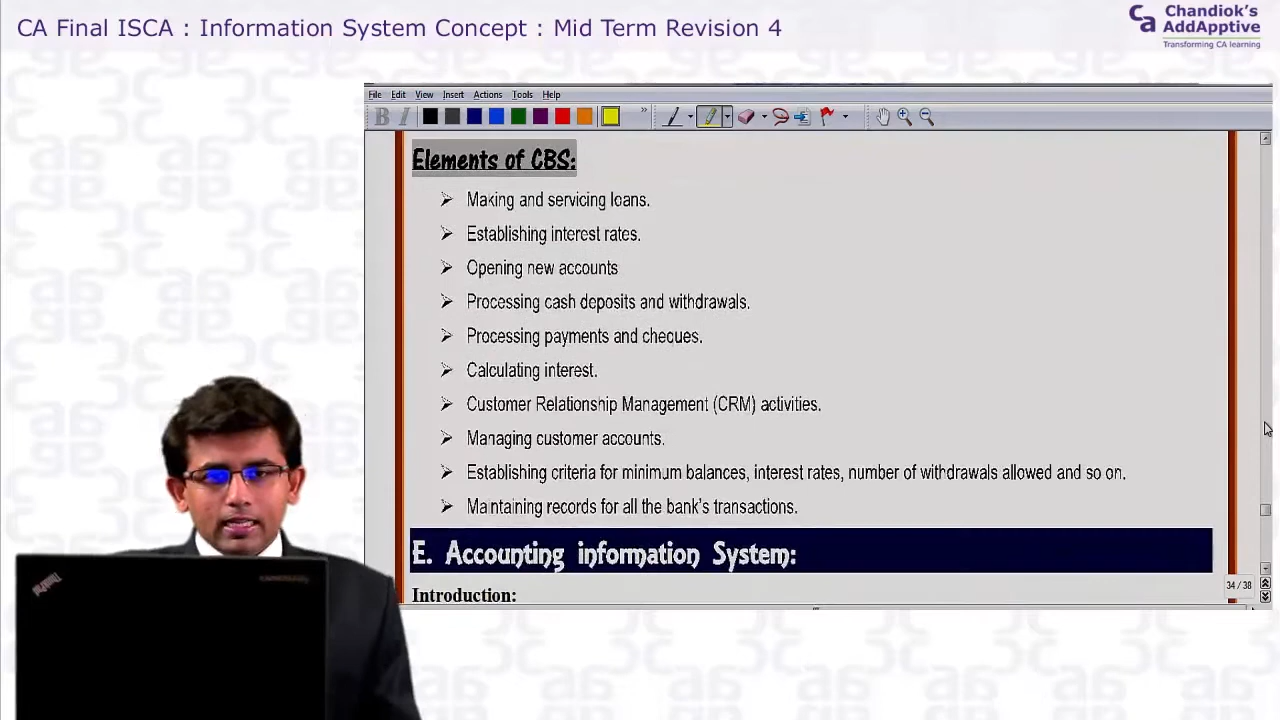 CA Final ISCA : Information System Concept : Mid Term Revision 4
Ca
Chandiok's
AddApptive
Transforming CA learning
File Edit View Insert Actions Tools Help
B I »
Elements of CBS:
➢ Making and servicing loans.
➢ Establishing interest rates.
➢ Opening new accounts
➢ Processing cash deposits and withdrawals.
➢ Processing payments and cheques.
➢ Calculating interest.
➢ Customer Relationship Management (CRM) activities.
➢ Managing customer accounts.
➢ Establishing criteria for minimum balances, interest rates, number of withdrawals allowed and so on.
➢ Maintaining records for all the bank's transactions.
E. Accounting information System:
34 / 38
Introduction: